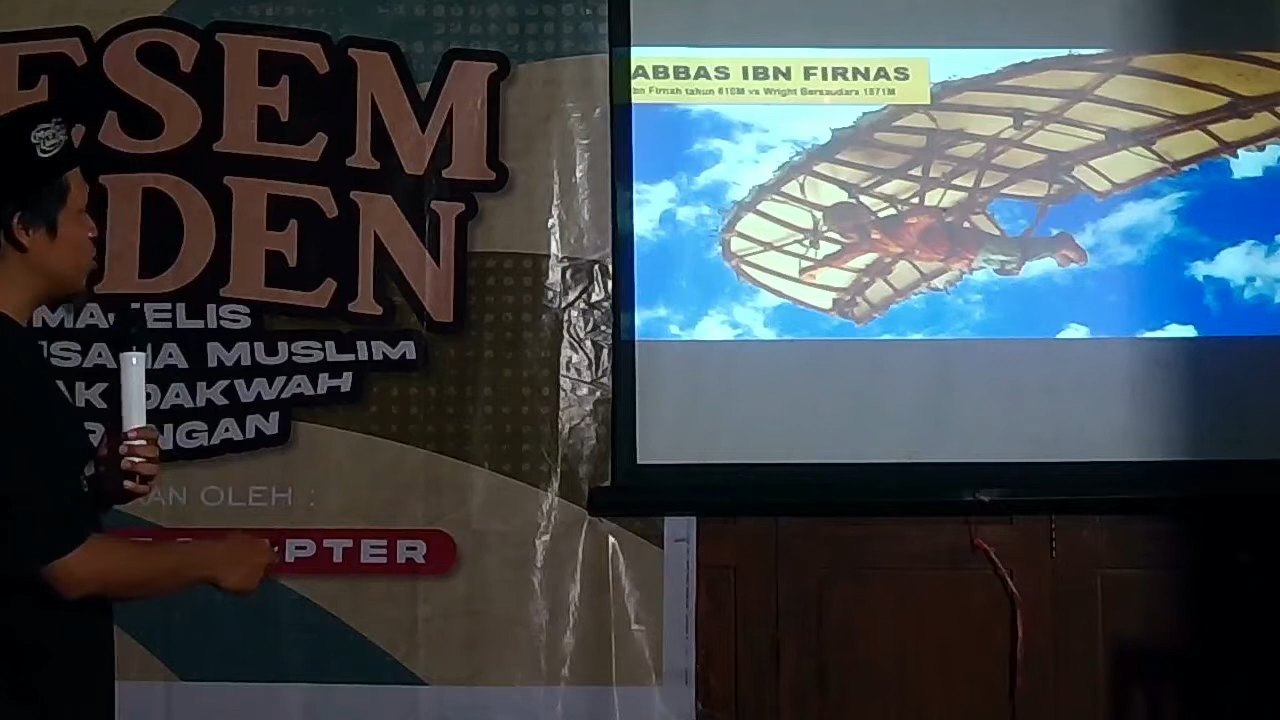 ESEM
DEN
MAJELIS
USAHA MUSLIM
AK DAKWAH
NGAN
KAN OLEH :
PTER
ABBAS IBN FIRNAS
bn Firnah tahun 810M vs Wright Bersaudara 1871M